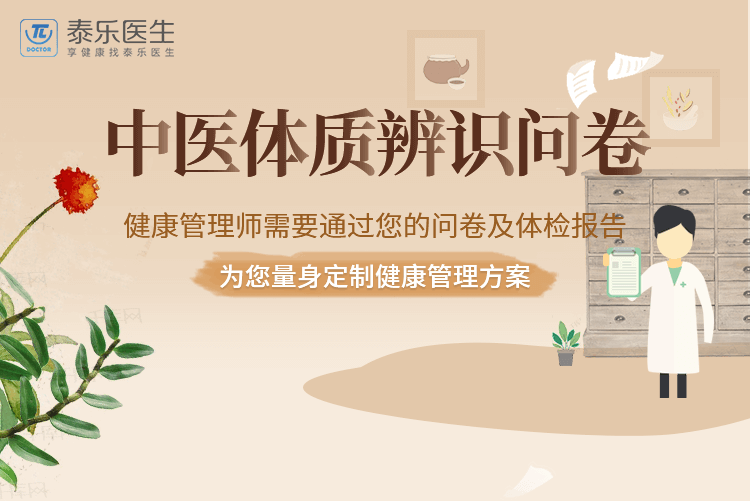 泰乐医生
享健康找泰乐医生
TL
DOCTOR
中医体质辨识问卷
健康管理师需要通过您的问卷及体检报告
为您量身定制健康管理方案